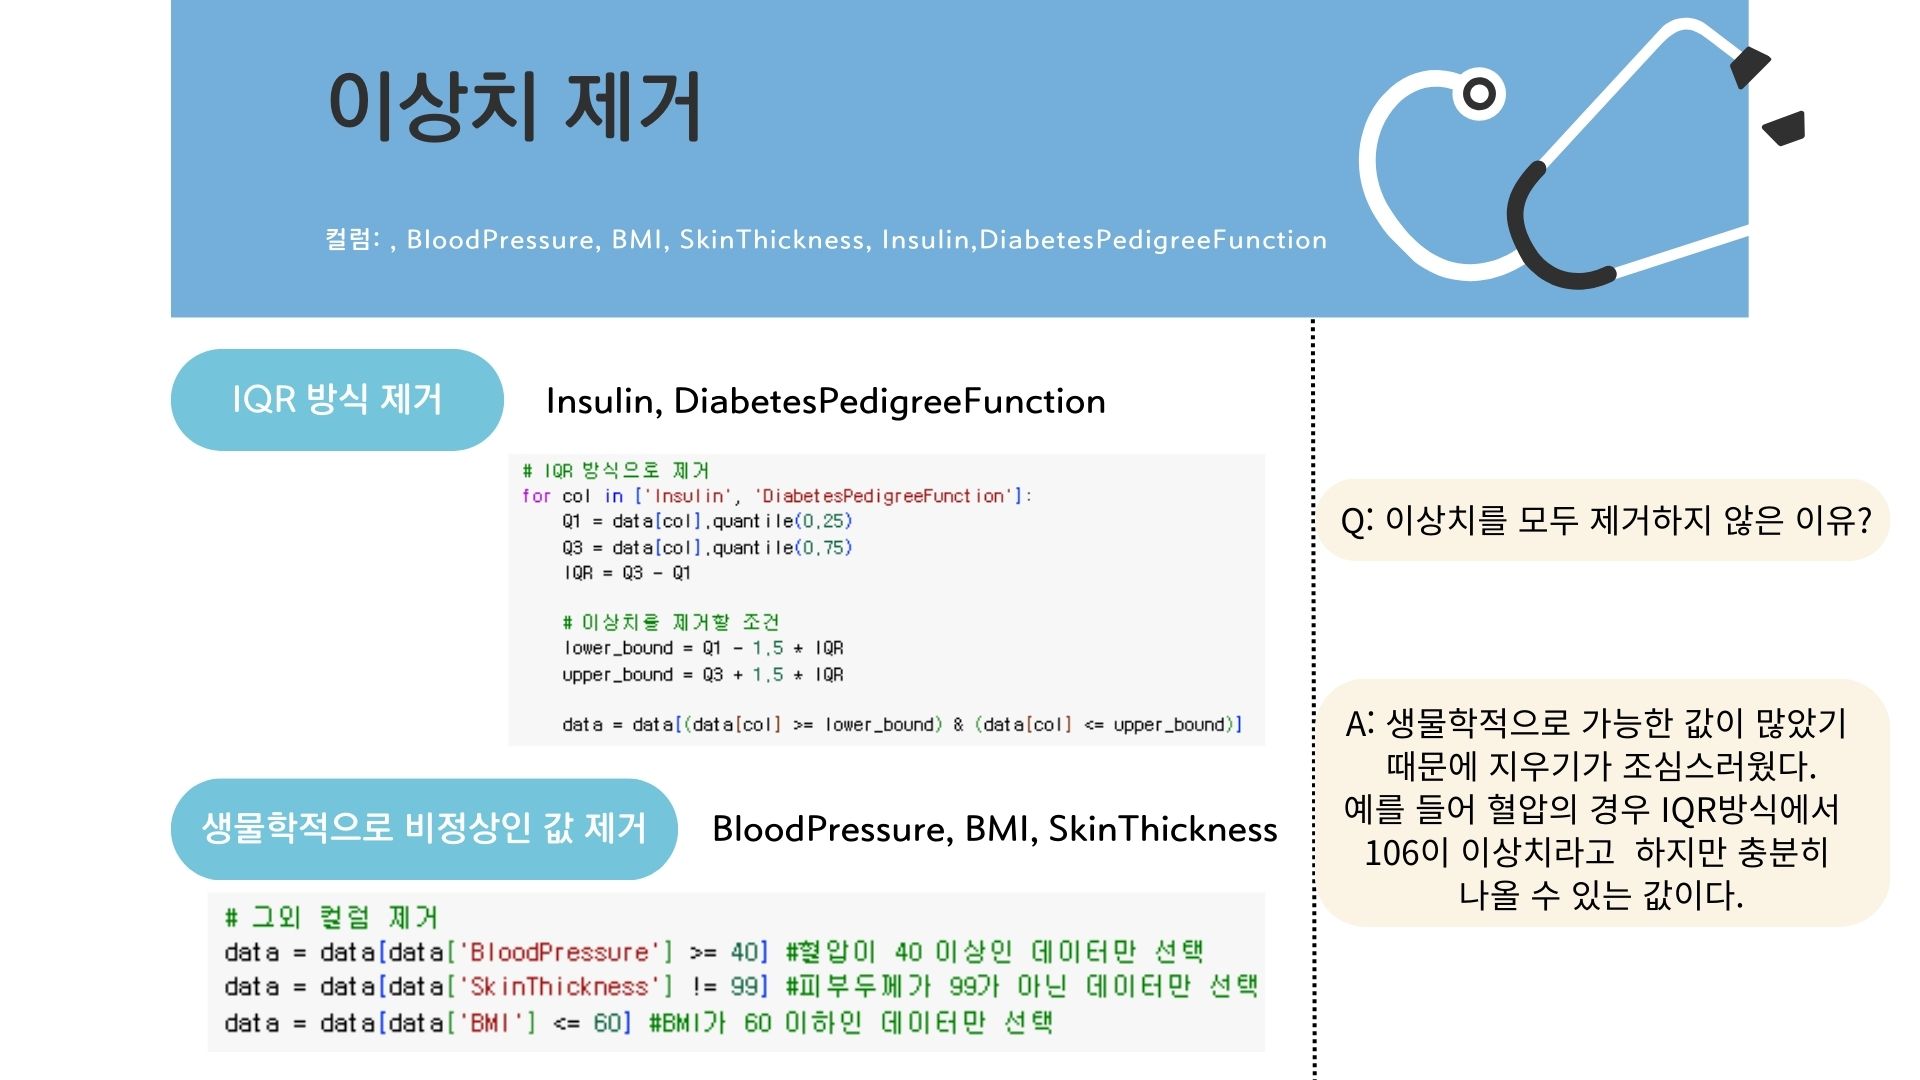 이상치 제거
컬럼: , BloodPressure, BMI, SkinThickness, Insulin,DiabetesPedigreeFunction
IQR 방식 제거
Insulin, DiabetesPedigreeFunction
# IQR 방식으로 제거
for col in ['Insulin', 'DiabetesPedigreeFunction']:
    Q1 = data[col].quantile(0.25)
    Q3 = data[col].quantile(0.75)
    IQR = Q3 - Q1
    # 이상치를 제거할 조건
    lower_bound = Q1 - 1.5 * IQR
    upper_bound = Q3 + 1.5 * IQR
    data = data[(data[col] >= lower_bound) & (data[col] <= upper_bound)]
생물학적으로 비정상인 값 제거
BloodPressure, BMI, SkinThickness
# 그외 컬럼 제거
data = data[data['BloodPressure'] >= 40] #혈압이 40 이상인 데이터만 선택
data = data[data['SkinThickness'] != 99] #피부두께가 99가 아닌 데이터만 선택
data = data[data['BMI'] <= 60] #BMI가 60 이하인 데이터만 선택
Q: 이상치를 모두 제거하지 않은 이유?
A: 생물학적으로 가능한 값이 많았기
때문에 지우기가 조심스러웠다.
예를 들어 혈압의 경우 IQR방식에서
106이 이상치라고 하지만 충분히
나올 수 있는 값이다.